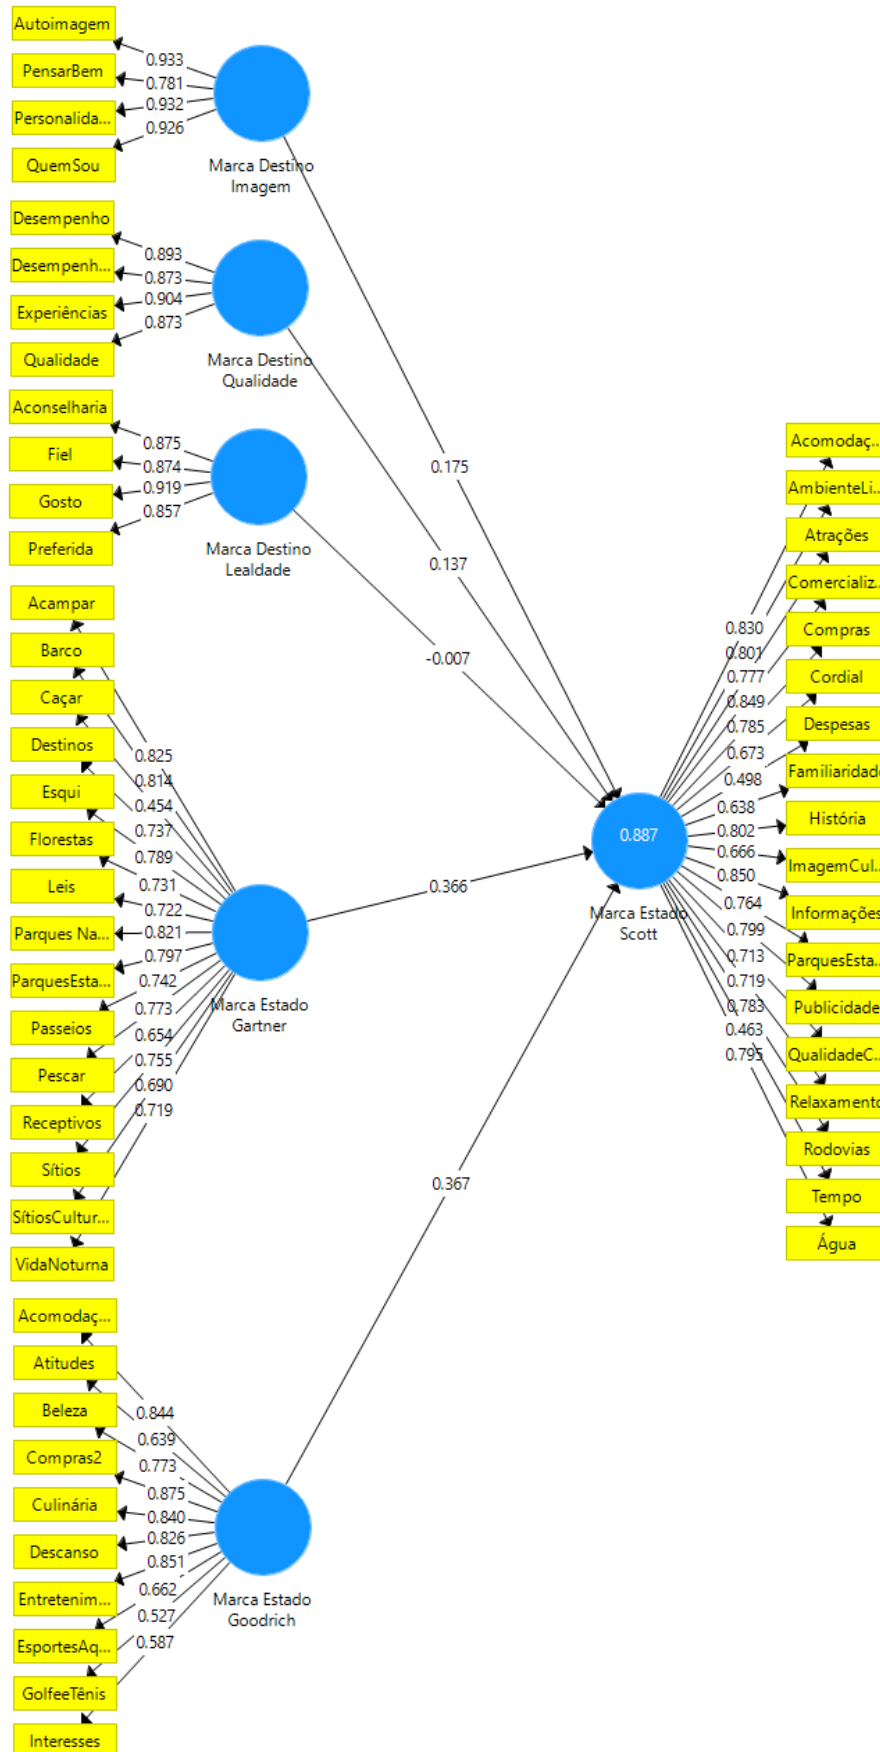 Autoimagem
PensarBem
Personalida...
QuemSou
0.933
0.781
0.932
0.926
Marca Destino
Imagem
Desempenho
Desempenh...
Experiências
Qualidade
0.893
0.873
0.904
0.873
Marca Destino
Qualidade
Aconselharia
Fiel
Gosto
Preferida
0.875
0.874
0.919
0.857
Marca Destino
Lealdade
Acampar
Barco
Caçar
Destinos
Esqui
Florestas
Leis
Parques Na...
ParquesEsta...
Passeios
Pescar
Receptivos
Sítios
SítiosCultur...
VidaNoturna
0.825
0.814
0.454
0.737
0.789
0.731
0.722
0.821
0.797
0.742
0.773
0.654
0.755
0.690
0.719
Marca Estado
Gartner
Acomodaç...
Atitudes
Beleza
Compras2
Culinária
Descanso
Entretenim...
EsportesAq...
GolfeeTênis
Interesses
0.844
0.639
0.773
0.875
0.840
0.826
0.851
0.662
0.527
0.587
Marca Estado
Goodrich
0.175
0.137
-0.007
0.366
0.367
0.887
Marca Estado
Scott
0.830
0.801
0.777
0.849
0.785
0.673
0.498
0.638
0.802
0.666
0.850
0.764
0.799
0.713
0.719
0.783
0.463
0.795
Acomodaç...
AmbienteLi...
Atrações
Comercializ...
Compras
Cordial
Despesas
Familiaridade
História
ImagemCul...
Informações
ParquesEsta...
Publicidade
QualidadeC...
Relaxamento
Rodovias
Tempo
Água